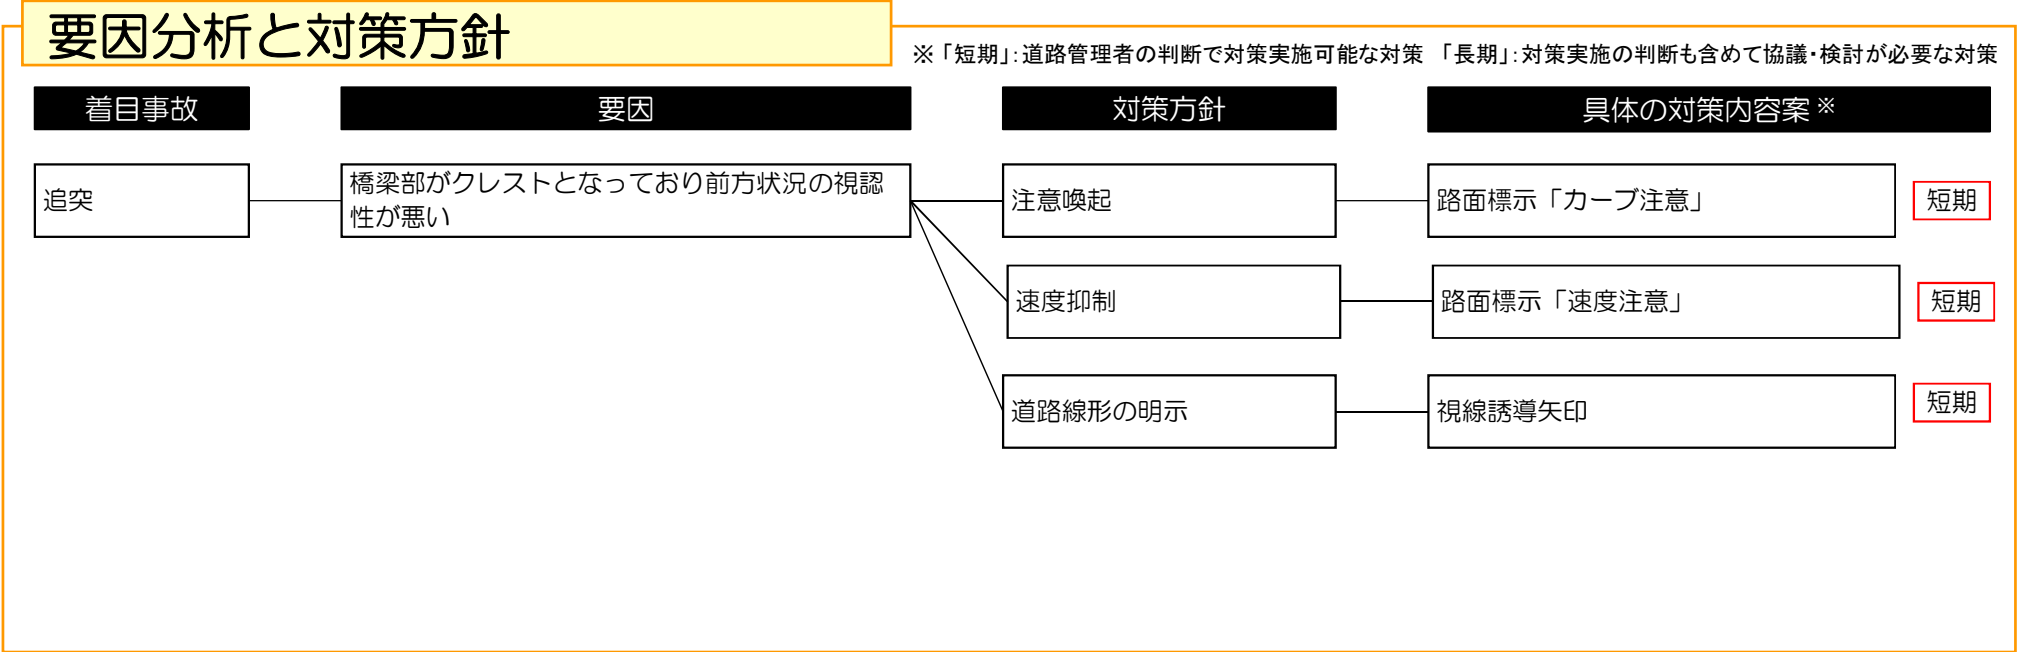 要因分析と対策方針
※「短期」：道路管理者の判断で対策実施可能な対策　「長期」：対策実施の判断も含めて協議・検討が必要な対策
着目事故
要因
対策方針
具体の対策内容案※
追突
橋梁部がクレストとなっており前方状況の視認
性が悪い
注意喚起
路面標示「カーブ注意」
短期
速度抑制
路面標示「速度注意」
短期
道路線形の明示
視線誘導矢印
短期